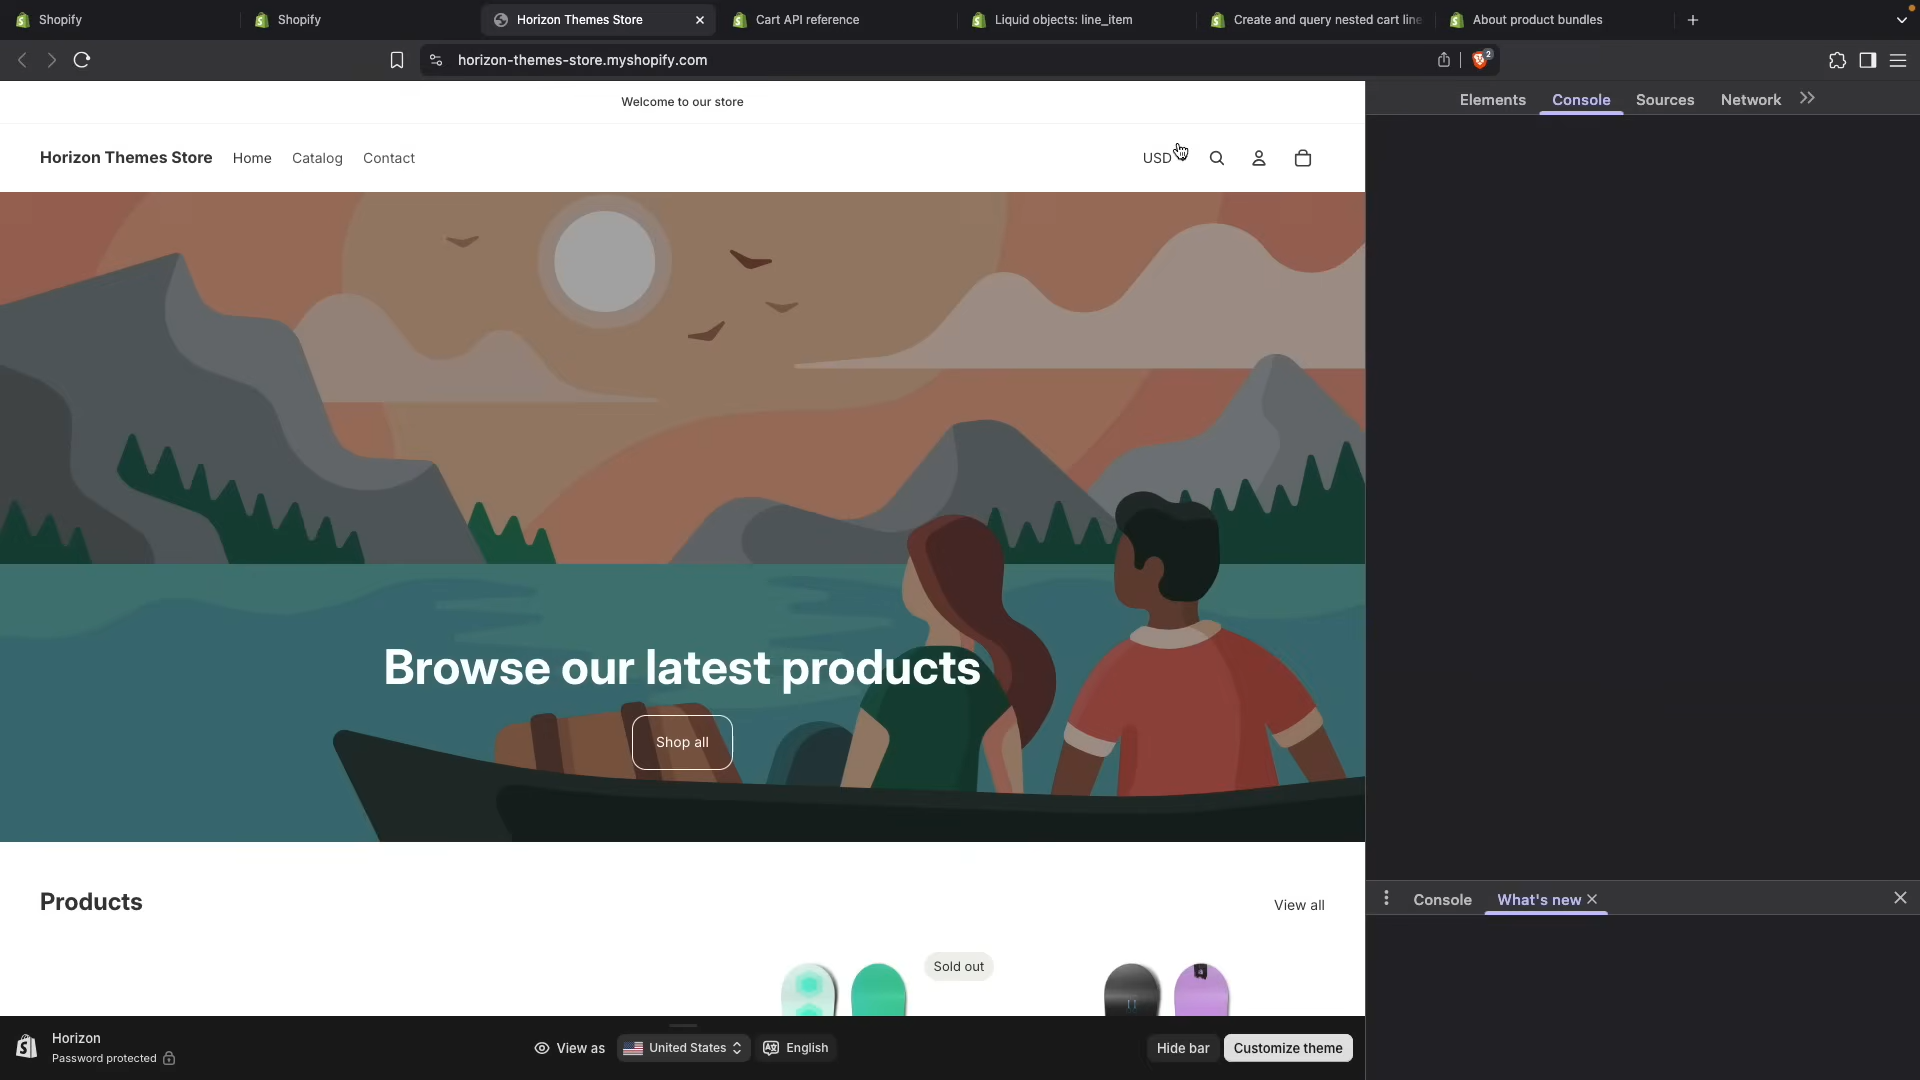 Shopify
Shopify
Horizon Themes Store
Cart API reference
Liquid objects: line_item
Create and query nested cart line
About product bundles
horizon-themes-store.myshopify.com
2
Elements
Console
Sources
Network
Welcome to our store
Horizon Themes Store
Home
Catalog
Contact
USD
Browse our latest products
Shop all
Products
View all
Sold out
Console
What's new
Horizon
Password protected
View as
United States
English
Hide bar
Customize theme